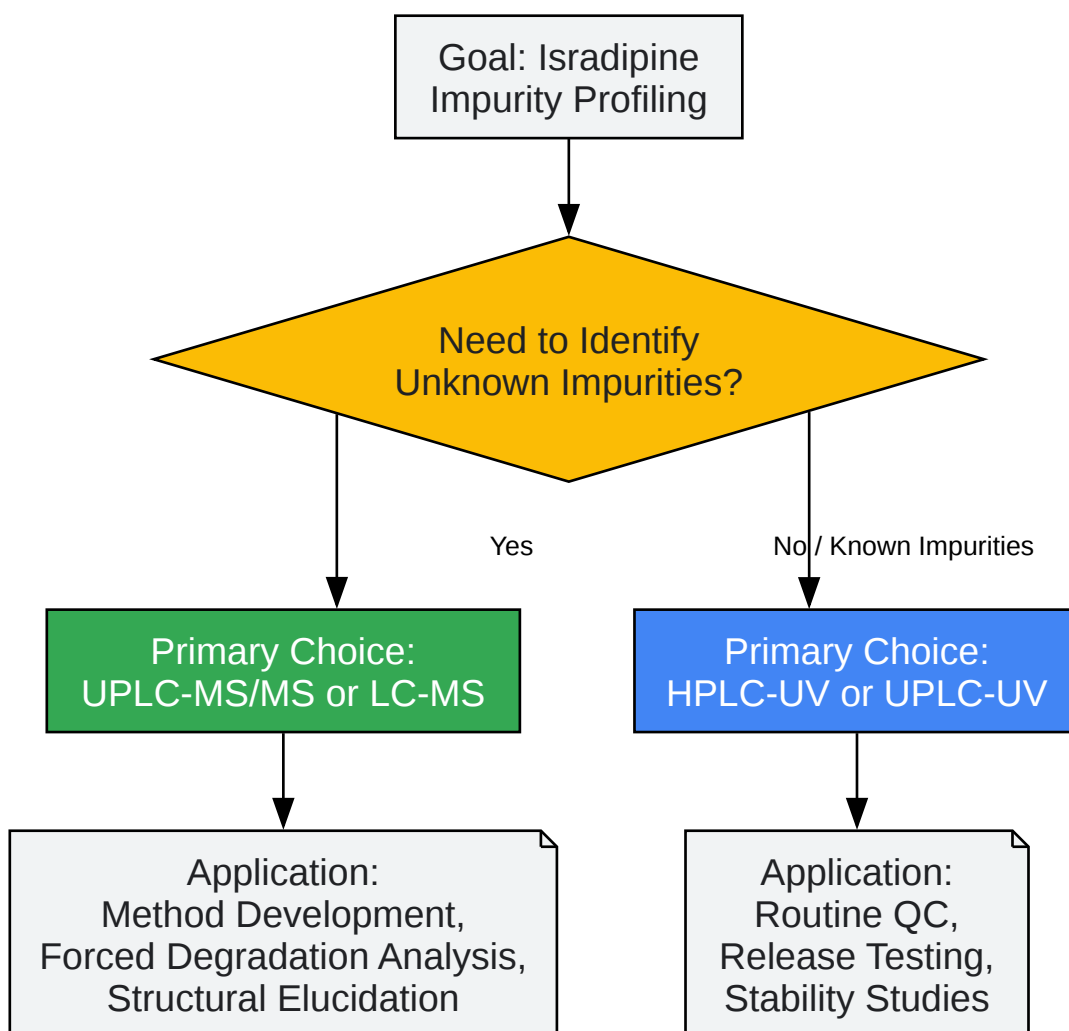 Goal: Isradipine
Impurity Profiling
Need to Identify
Unknown Impurities?
Yes
No / Known Impurities
Primary Choice:
UPLC-MS/MS or LC-MS
Primary Choice:
HPLC-UV or UPLC-UV
Application:
Method Development,
Forced Degradation Analysis,
Structural Elucidation
Application:
Routine QC,
Release Testing,
Stability Studies